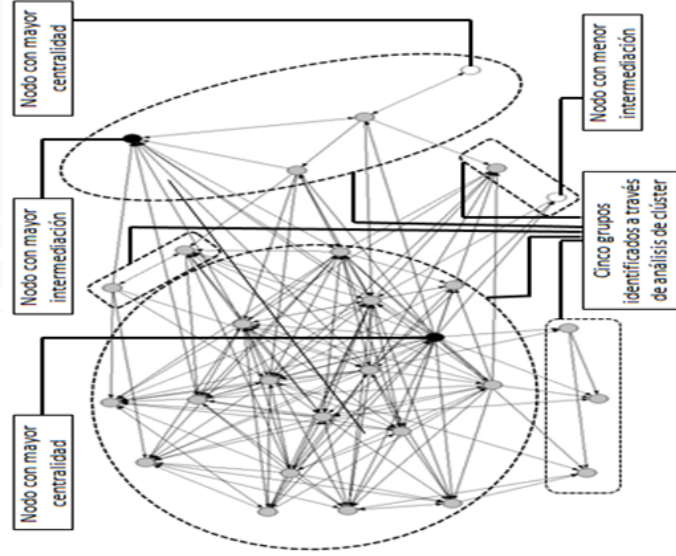 Nodo con mayor
centralidad
Nodo con mayor
intermediación
Nodo con mayor
centralidad
Cinco grupos
identificados a través
de análisis de clúster
Nodo con menor
intermediación